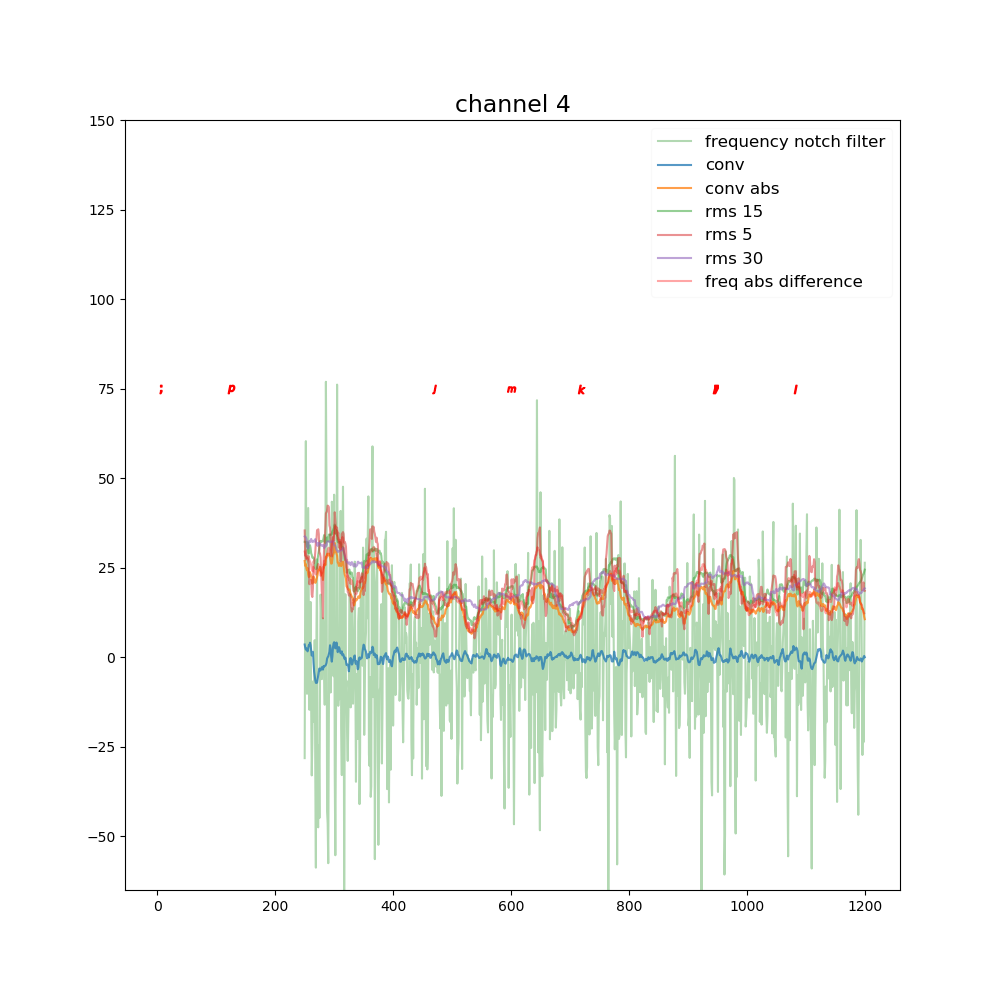 channel 4
150
125
100
75
50
25
0
−25
−50
frequency notch filter
conv
conv abs
rms 15
rms 5
rms 30
freq abs difference
; p j m k l
0 200 400 600 800 1000 1200